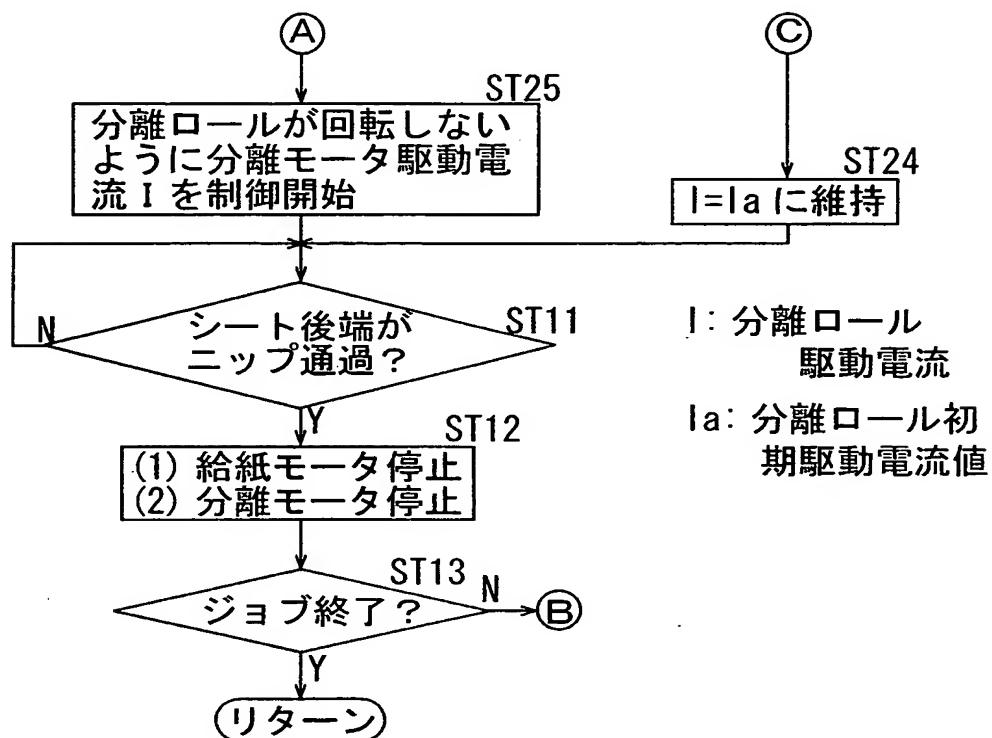 A
C
ST25
分離ロールが回転しない
ように分離モータ駆動電
流Iを制御開始
ST24
I=Iaに維持
N
シート後端が
ニップ通過?
ST11
I: 分離ロール
駆動電流
Y
Ia: 分離ロール初
期駆動電流値
ST12
(1) 給紙モータ停止
(2) 分離モータ停止
ST13
ジョブ終了?
N
B
Y
リターン